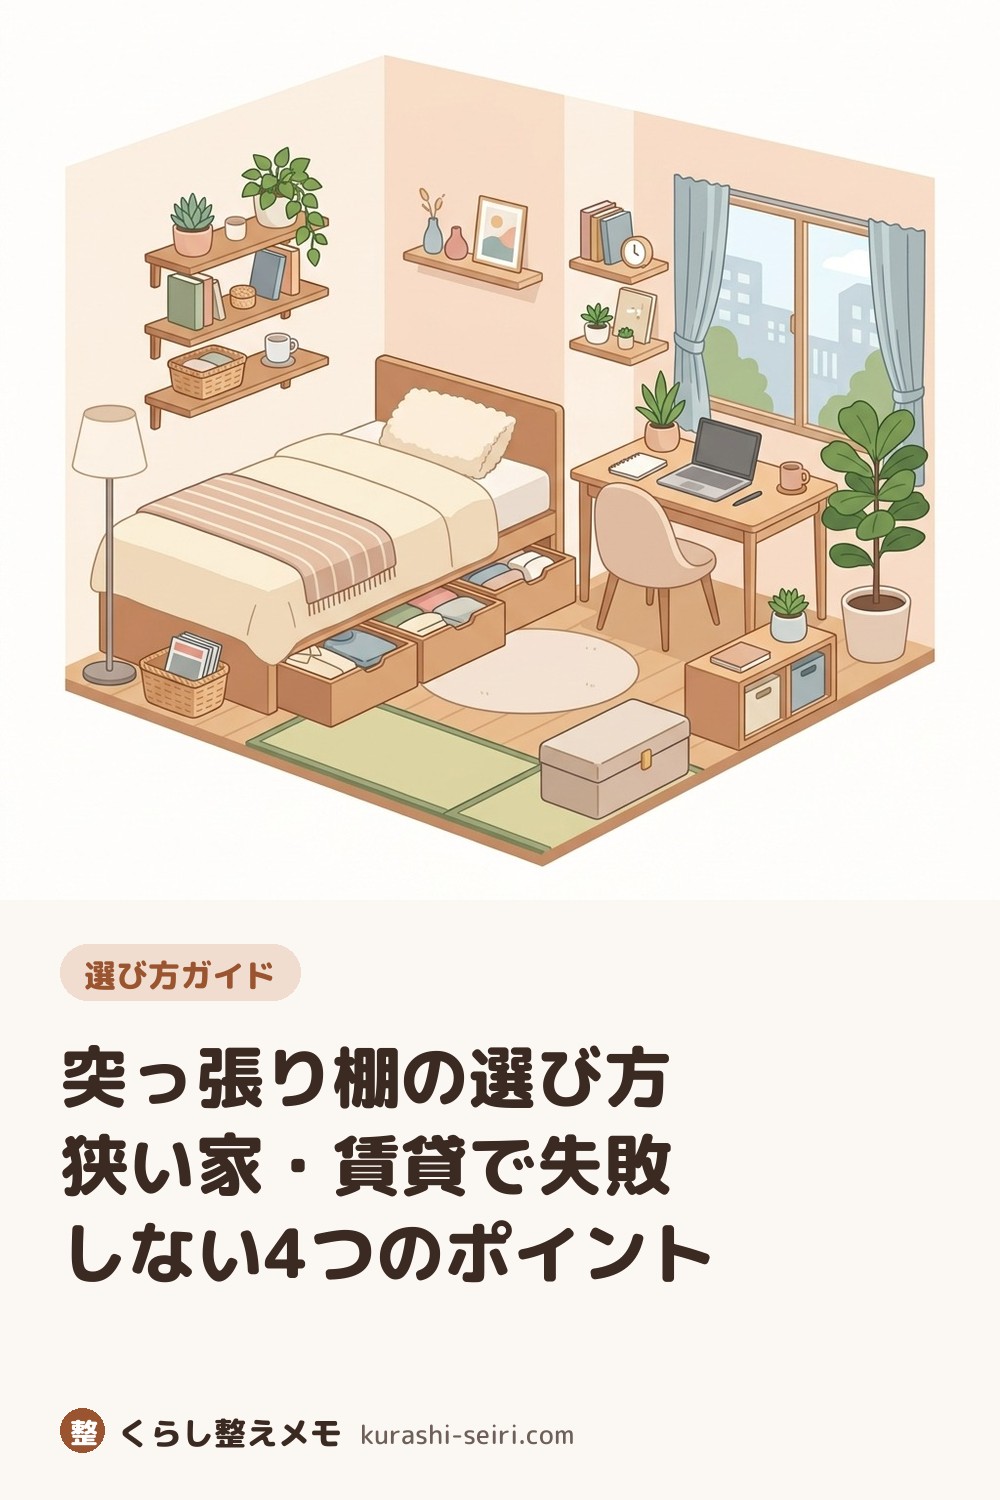 選び方ガイド
突っ張り棚の選び方
狭い家・賃貸で失敗
しない4つのポイント
整 くらし整えメモ kurashi-seiri.com